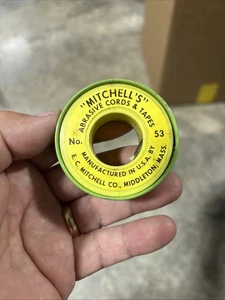 "MITCHELL'S"
ABRASIVE CORDS & TAPES
No. 53
MANUFACTURED IN U.S.A. BY
E. C. MITCHELL CO., MIDDLETON, MASS.